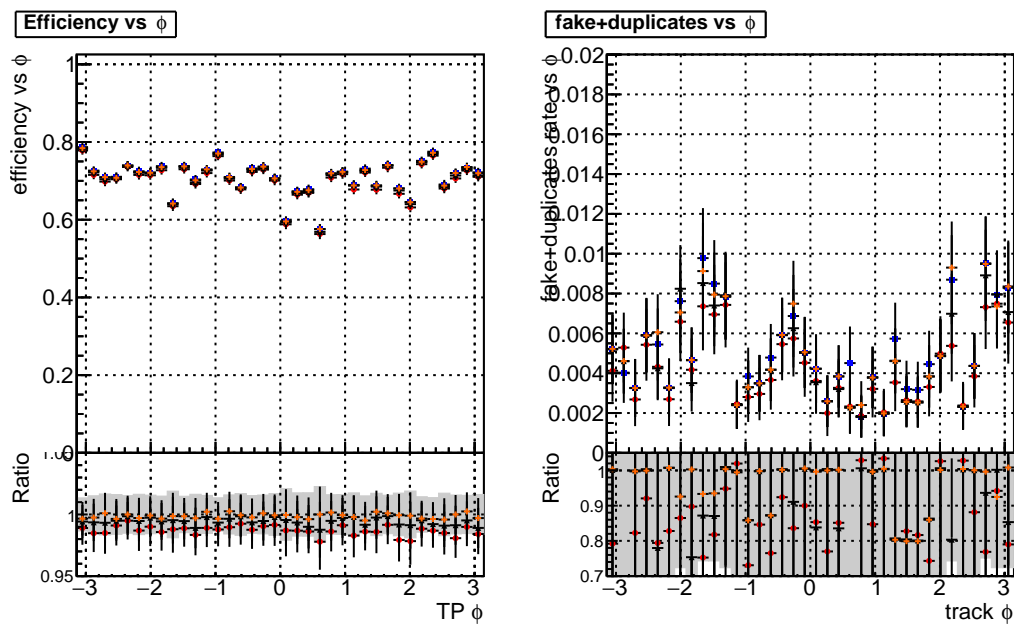 Efficiency vs ϕ
efficiency vs ϕ
1
0.8
0.6
0.4
0.2
0
Ratio
1.05
1
0.95
−3 −2 −1 0 1 2 3
TP ϕ
fake+duplicates vs ϕ
fake+duplicates rate vs ϕ
0.02
0.018
0.016
0.014
0.012
0.01
0.008
0.006
0.004
0.002
0
Ratio
1
0.9
0.8
0.7
−3 −2 −1 0 1 2 3
track ϕ